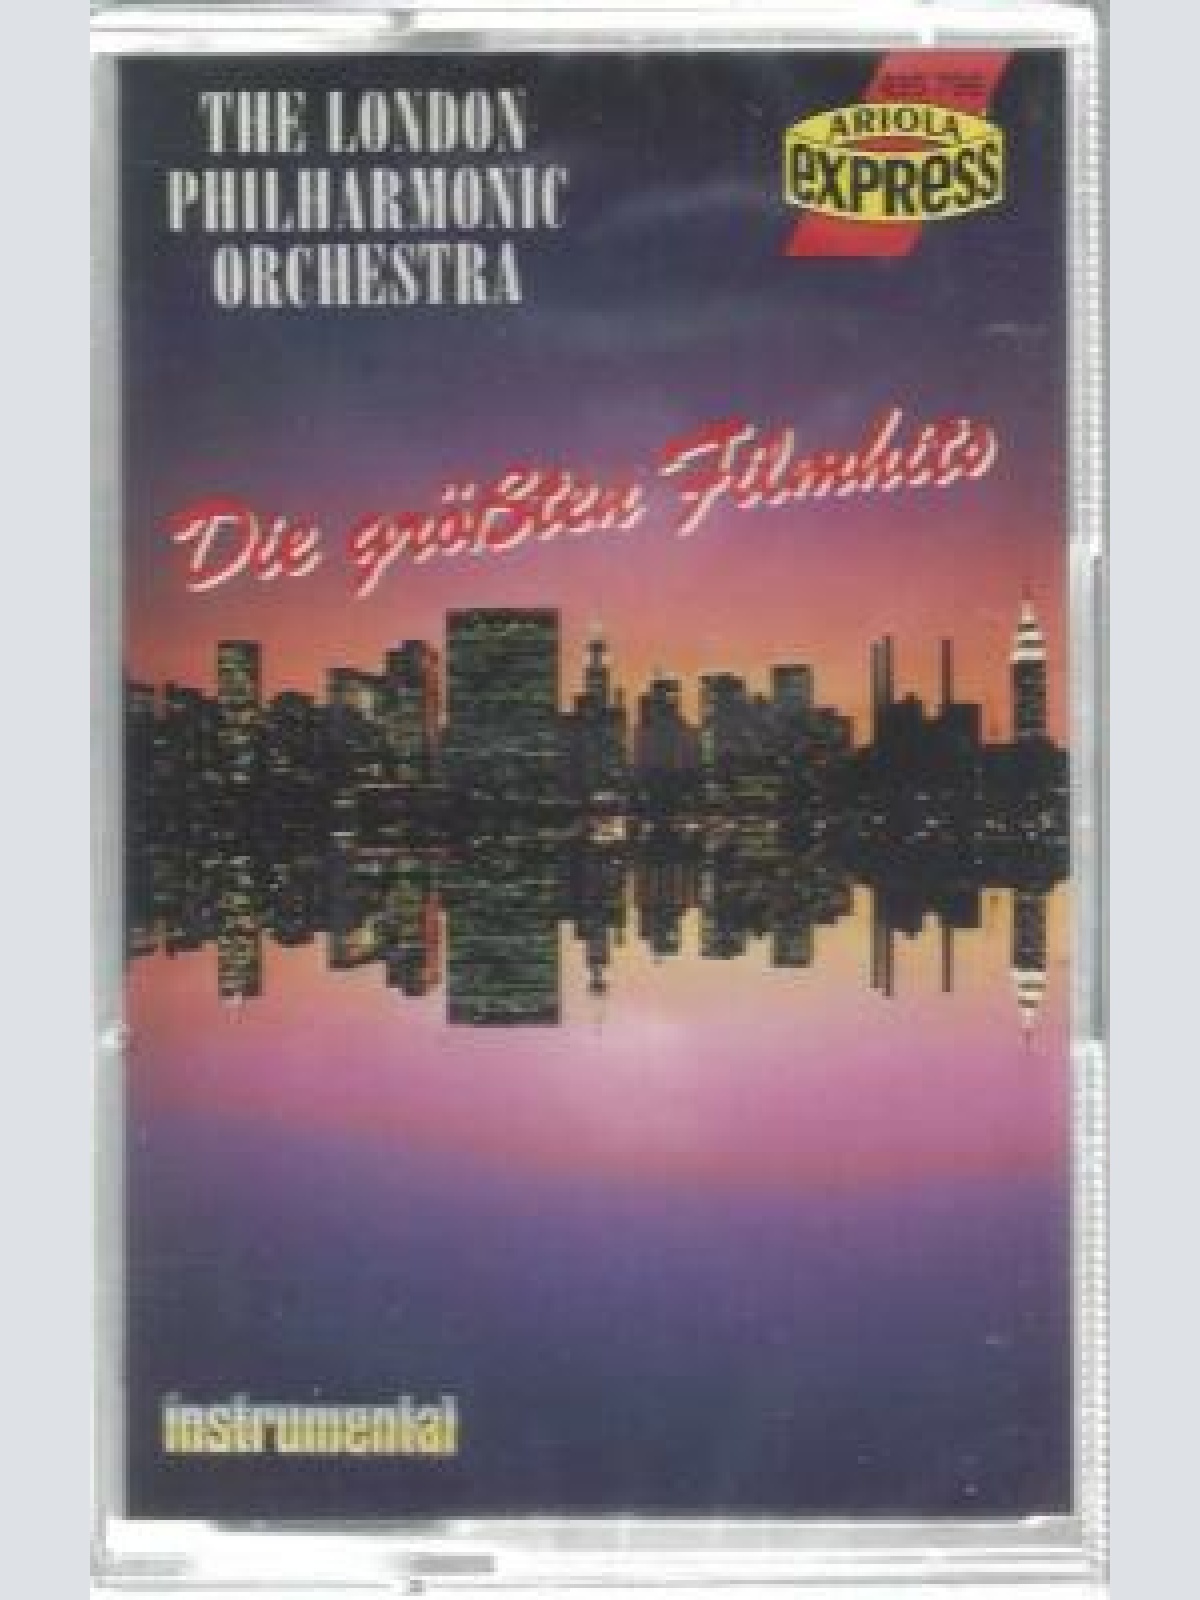 THE LONDON
PHILHARMONIC
ORCHESTRA
ARIOLA
express
Die größten Filmhits
instrumental